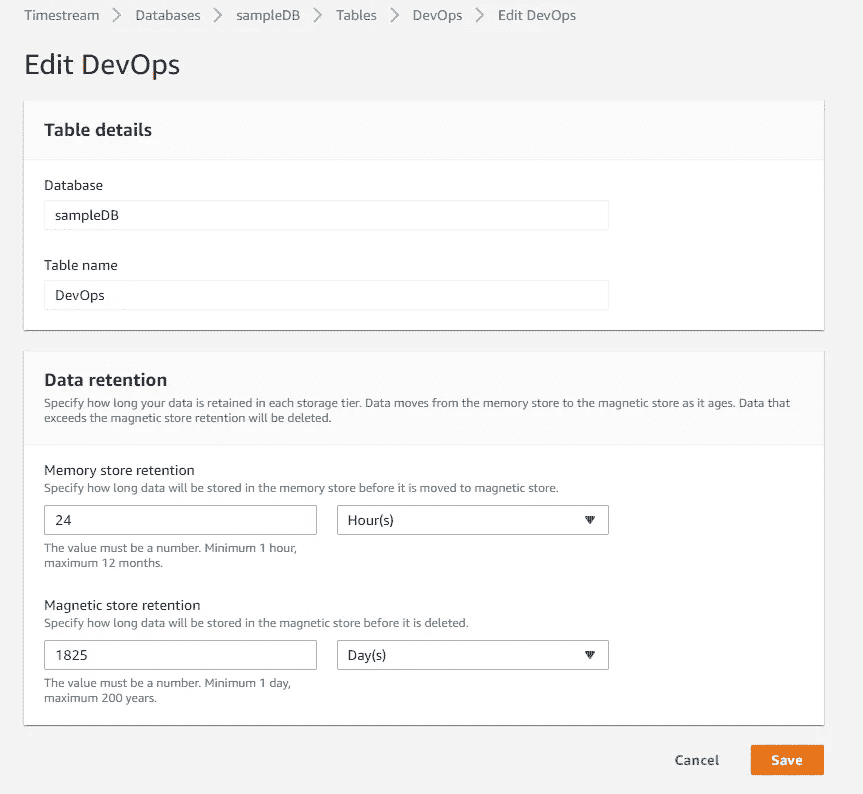 Timestream > Databases > sampleDB > Tables > DevOps > Edit DevOps
Edit DevOps
Table details
Database
sampleDB
Table name
DevOps
Data retention
Specify how long your data is retained in each storage tier. Data moves from the memory store to the magnetic store as it ages. Data that
exceeds the magnetic store retention will be deleted.
Memory store retention
Specify how long data will be stored in the memory store before it is moved to magnetic store.
24 Hour(s)
The value must be a number. Minimum 1 hour,
maximum 12 months.
Magnetic store retention
Specify how long data will be stored in the magnetic store before it is deleted.
1825 Day(s)
The value must be a number. Minimum 1 day,
maximum 200 years.
Cancel Save